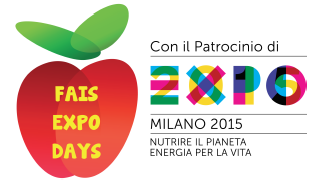 FAIS
EXPO
DAYS
Con il Patrocinio di
EXPO
MILANO 2015
NUTRIRE IL PIANETA
ENERGIA PER LA VITA